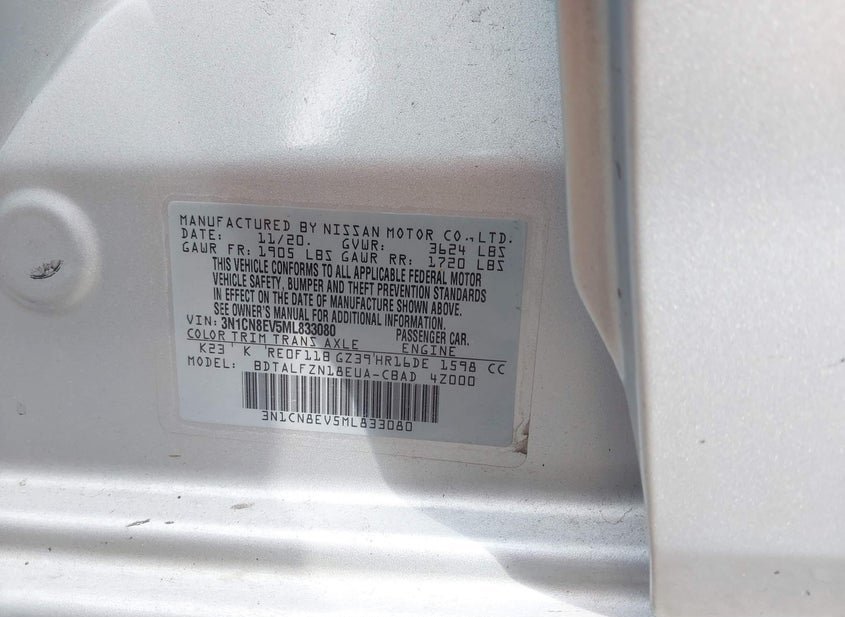 MANUFACTURED BY NISSAN MOTOR CO.,LTD.
DATE: 11/20. GVWR: 3624 LBS
GAWR FR: 1905 LBS GAWR RR: 1720 LBS
THIS VEHICLE CONFORMS TO ALL APPLICABLE FEDERAL MOTOR
VEHICLE SAFETY, BUMPER AND THEFT PREVENTION STANDARDS
IN EFFECT ON THE DATE OF MANUFACTURE SHOWN ABOVE.
SEE OWNER'S MANUAL FOR ADDITIONAL INFORMATION.
VIN: 3N1CN8EV5ML833080 PASSENGER CAR.
COLOR TRIM TRANS AXLE ENGINE
K23 K RE0F11B GZ39 HR16DE 1598 CC
MODEL: BDTALFZN18EUA-CBAD 4Z000
3N1CN8EV5ML833080